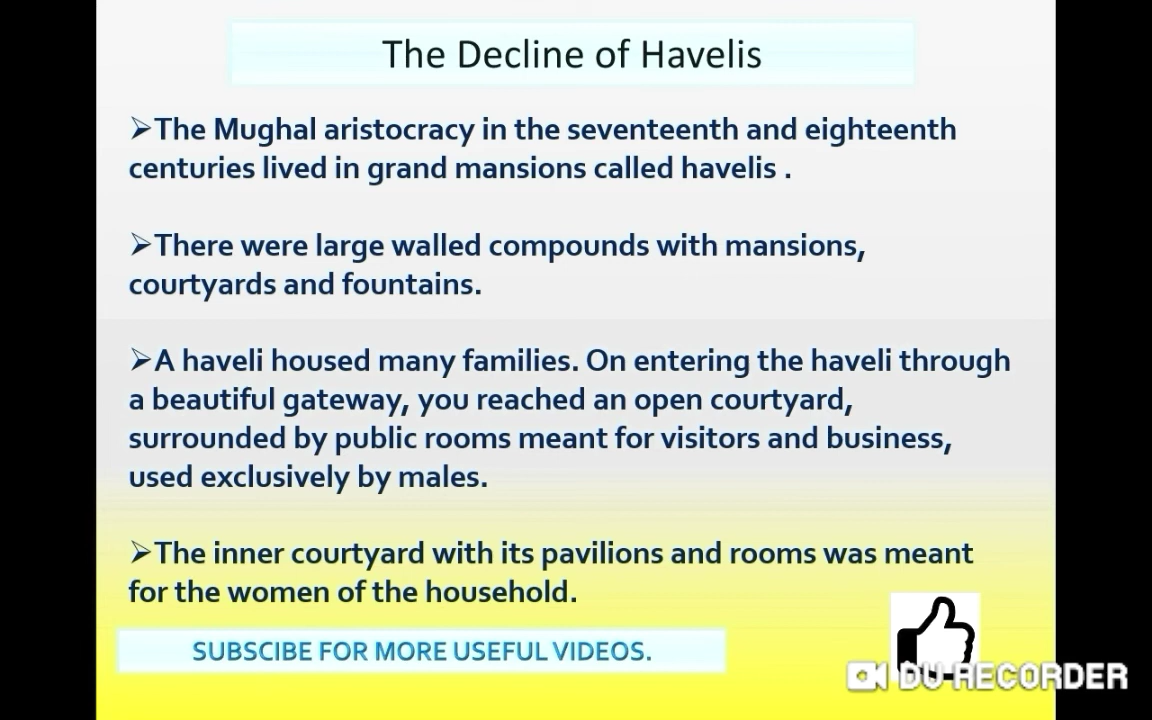 The Decline of Havelis
➢The Mughal aristocracy in the seventeenth and eighteenth
centuries lived in grand mansions called havelis .
➢There were large walled compounds with mansions,
courtyards and fountains.
➢A haveli housed many families. On entering the haveli through
a beautiful gateway, you reached an open courtyard,
surrounded by public rooms meant for visitors and business,
used exclusively by males.
➢The inner courtyard with its pavilions and rooms was meant
for the women of the household.
SUBSCIBE FOR MORE USEFUL VIDEOS.
DU RECORDER